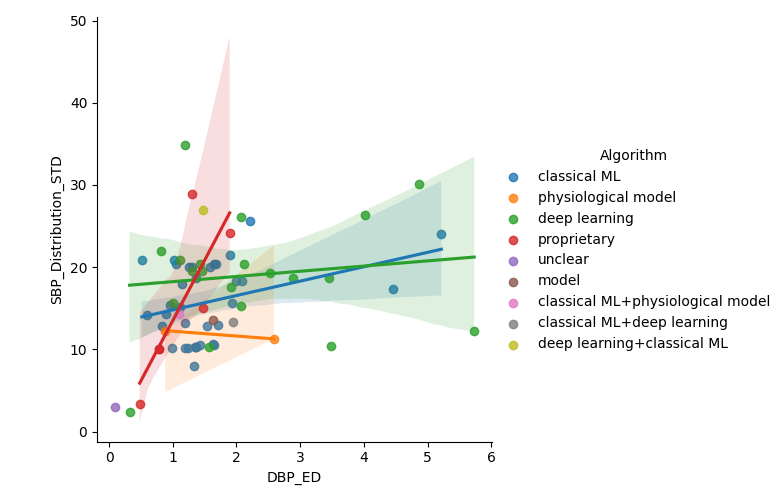 50
40
30
20
10
0
SBP_Distribution_STD
0 1 2 3 4 5 6
DBP_ED
Algorithm
classical ML
physiological model
deep learning
proprietary
unclear
model
classical ML+physiological model
classical ML+deep learning
deep learning+classical ML